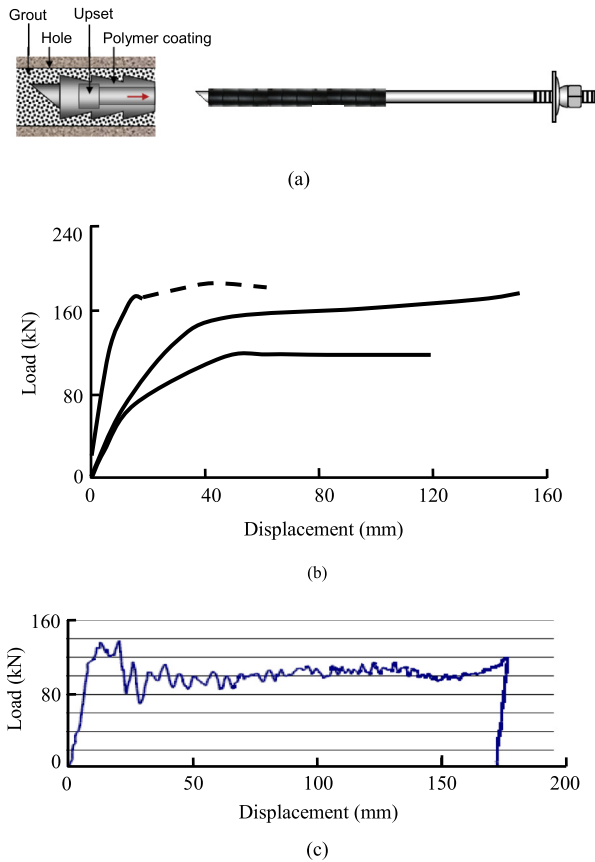 Grout
Upset
Hole
Polymer coating
(a)
240
160
80
0
Load (kN)
0
40
80
120
160
Displacement (mm)
(b)
160
80
0
Load (kN)
0
50
100
150
200
Displacement (mm)
(c)